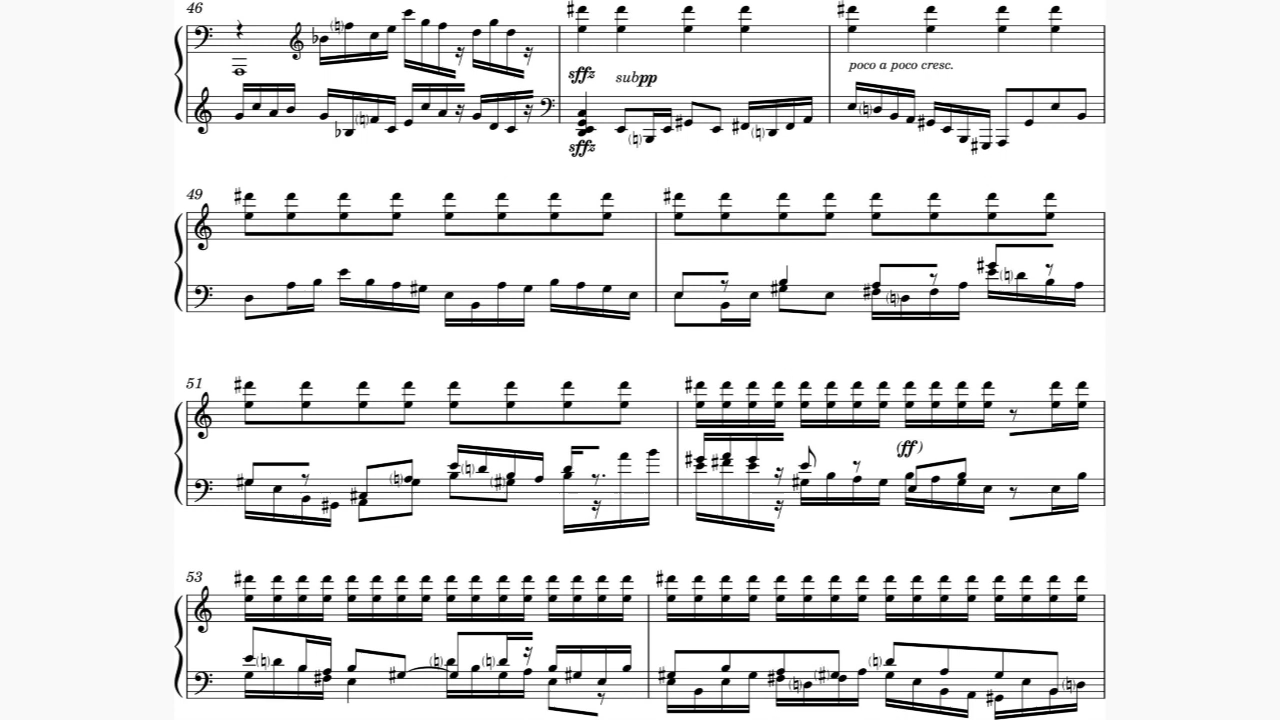 46
sffz
subpp
poco a poco cresc.
sffz
49
51
(ff)
53